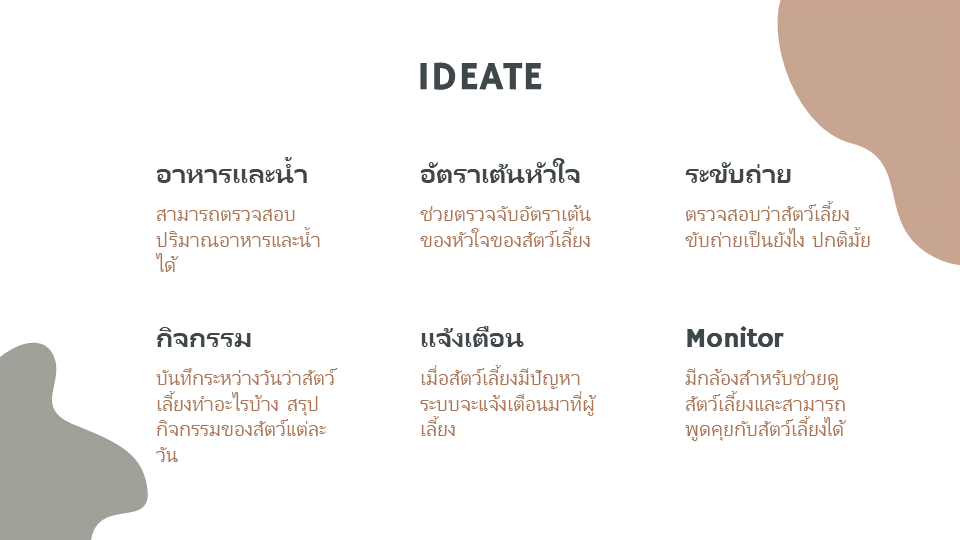 IDEATE
อาหารและน้ำ
สามารถตรวจสอบ
ปริมาณอาหารและน้ำ
ได้
อัตราเต้นหัวใจ
ช่วยตรวจจับอัตราเต้น
ของหัวใจของสัตว์เลี้ยง
ระขับถ่าย
ตรวจสอบว่าสัตว์เลี้ยง
ขับถ่ายเป็นยังไง ปกติมั้ย
กิจกรรม
บันทึกระหว่างวันว่าสัตว์
เลี้ยงทำอะไรบ้าง สรุป
กิจกรรมของสัตว์แต่ละ
วัน
แจ้งเตือน
เมื่อสัตว์เลี้ยงมีปัญหา
ระบบจะแจ้งเตือนมาที่ผู้
เลี้ยง
Monitor
มีกล้องสำหรับช่วยดู
สัตว์เลี้ยงและสามารถ
พูดคุยกับสัตว์เลี้ยงได้